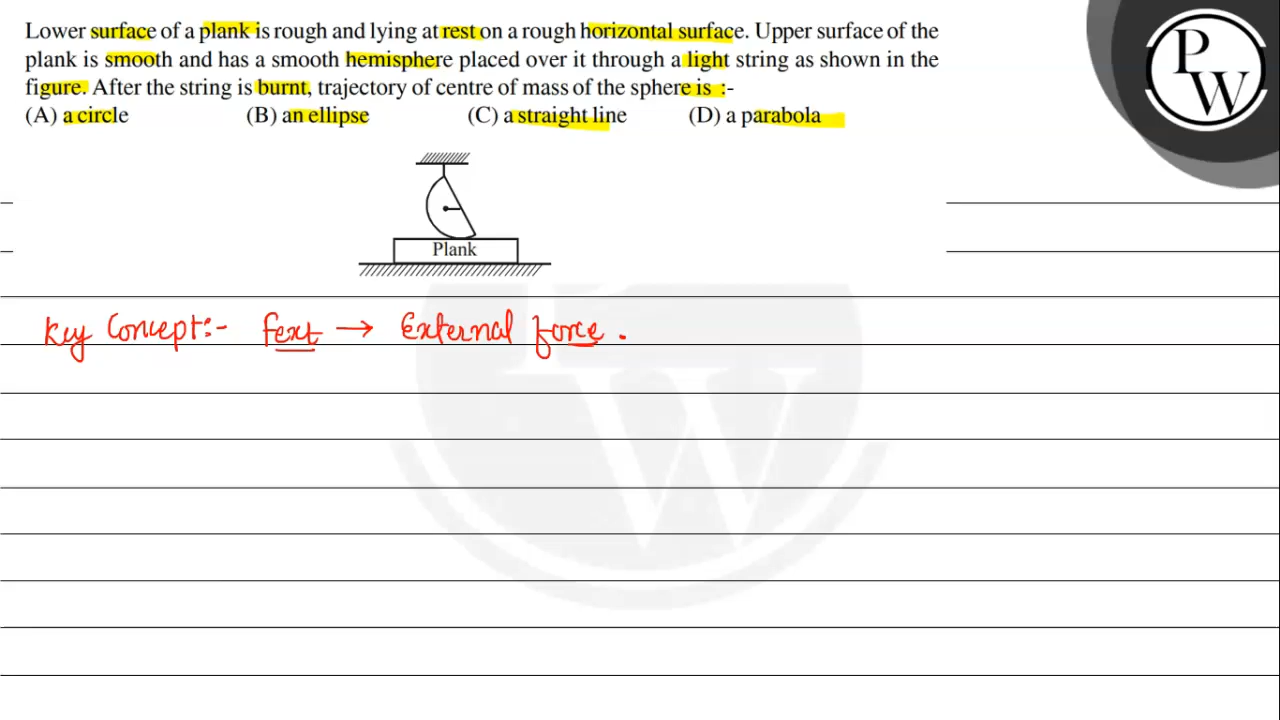 Lower surface of a plank is rough and lying at rest on a rough horizontal surface. Upper surface of the
plank is smooth and has a smooth hemisphere placed over it through a light string as shown in the
figure. After the string is burnt, trajectory of centre of mass of the sphere is :-
(A) a circle (B) an ellipse (C) a straight line (D) a parabola
P
W
Plank
Key Concept:- Fext → External force.